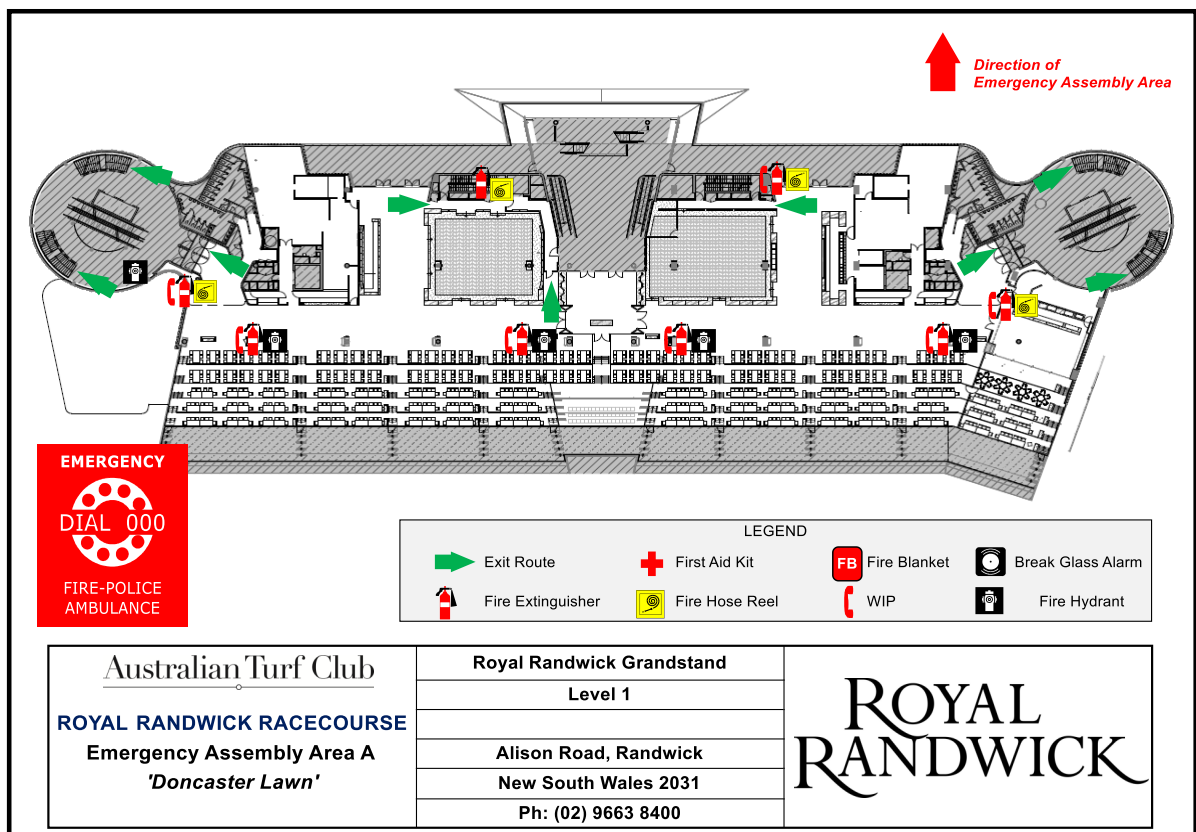 Direction of
Emergency Assembly Area
EMERGENCY
DIAL 000
FIRE-POLICE
AMBULANCE
LEGEND
Exit Route
First Aid Kit
FB
Fire Blanket
Break Glass Alarm
Fire Extinguisher
Fire Hose Reel
WIP
Fire Hydrant
Australian Turf Club
ROYAL RANDWICK RACECOURSE
Emergency Assembly Area A
'Doncaster Lawn'
Royal Randwick Grandstand
Level 1
Alison Road, Randwick
New South Wales 2031
Ph: (02) 9663 8400
ROYAL
RANDWICK